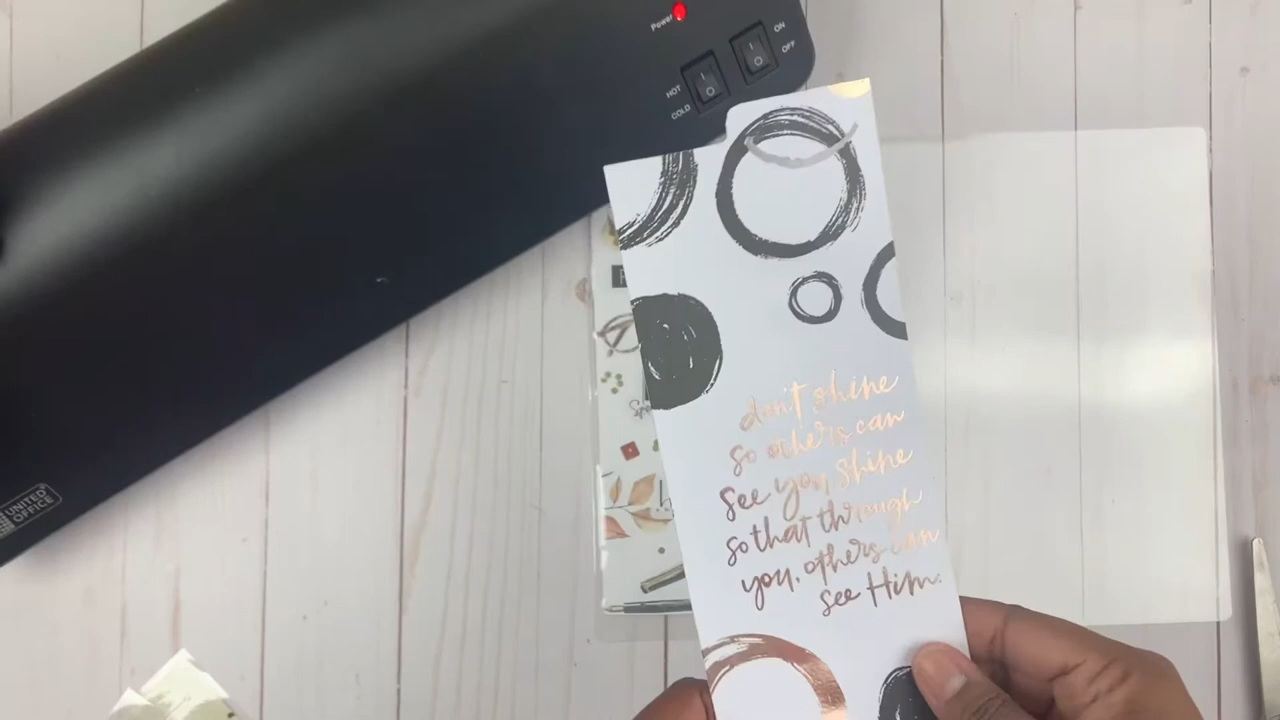 Power
ON
OFF
HOT
COLD
UNITED
OFFICE
don't shine
so others can
see you, shine
so that through
you, others can
see Him.